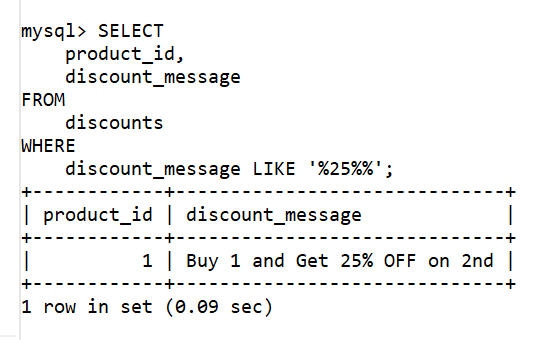 mysql> SELECT
    product_id,
    discount_message
FROM
    discounts
WHERE
    discount_message LIKE '%25%%';
+------------+------------------------------+
| product_id | discount_message             |
+------------+------------------------------+
|          1 | Buy 1 and Get 25% OFF on 2nd |
+------------+------------------------------+
1 row in set (0.09 sec)